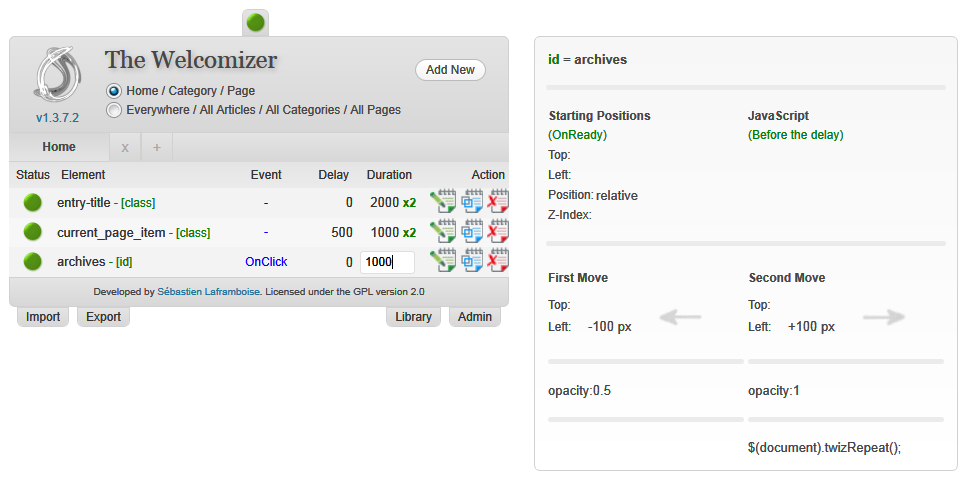 The Welcomizer
Add New
Home / Category / Page
Everywhere / All Articles / All Categories / All Pages
v1.3.7.2
Home x +
Status Element Event Delay Duration Action
entry-title - [class] - 0 2000 x2
current_page_item - [class] - 500 1000 x2
archives - [id] OnClick 0 1000
Developed by Sébastien Laframboise. Licensed under the GPL version 2.0
Import Export Library Admin
id = archives
Starting Positions JavaScript
(OnReady) (Before the delay)
Top:
Left:
Position: relative
Z-Index:
First Move Second Move
Top: Top:
Left: -100 px Left: +100 px
opacity:0.5 opacity:1
$(document).twizRepeat();